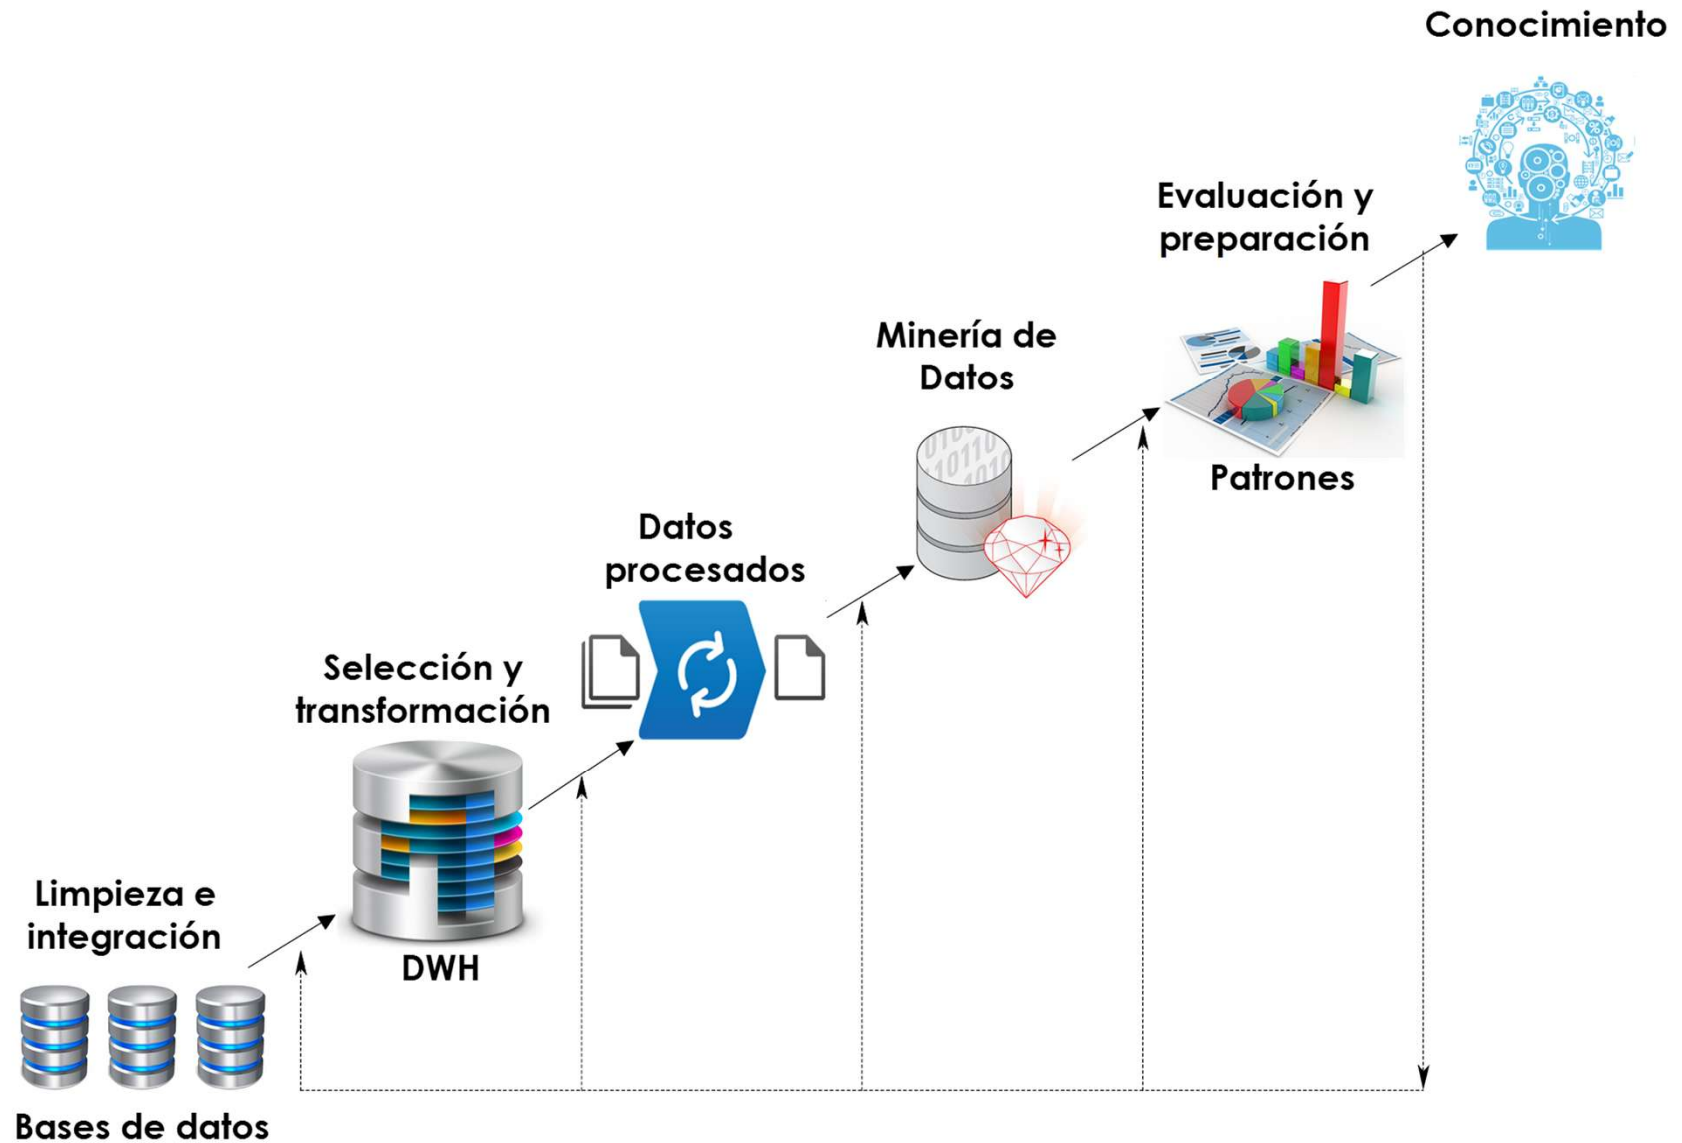 Conocimiento
Evaluación y
preparación
Minería de
Datos
Patrones
Datos
procesados
Selección y
transformación
Limpieza e
integración
DWH
Bases de datos